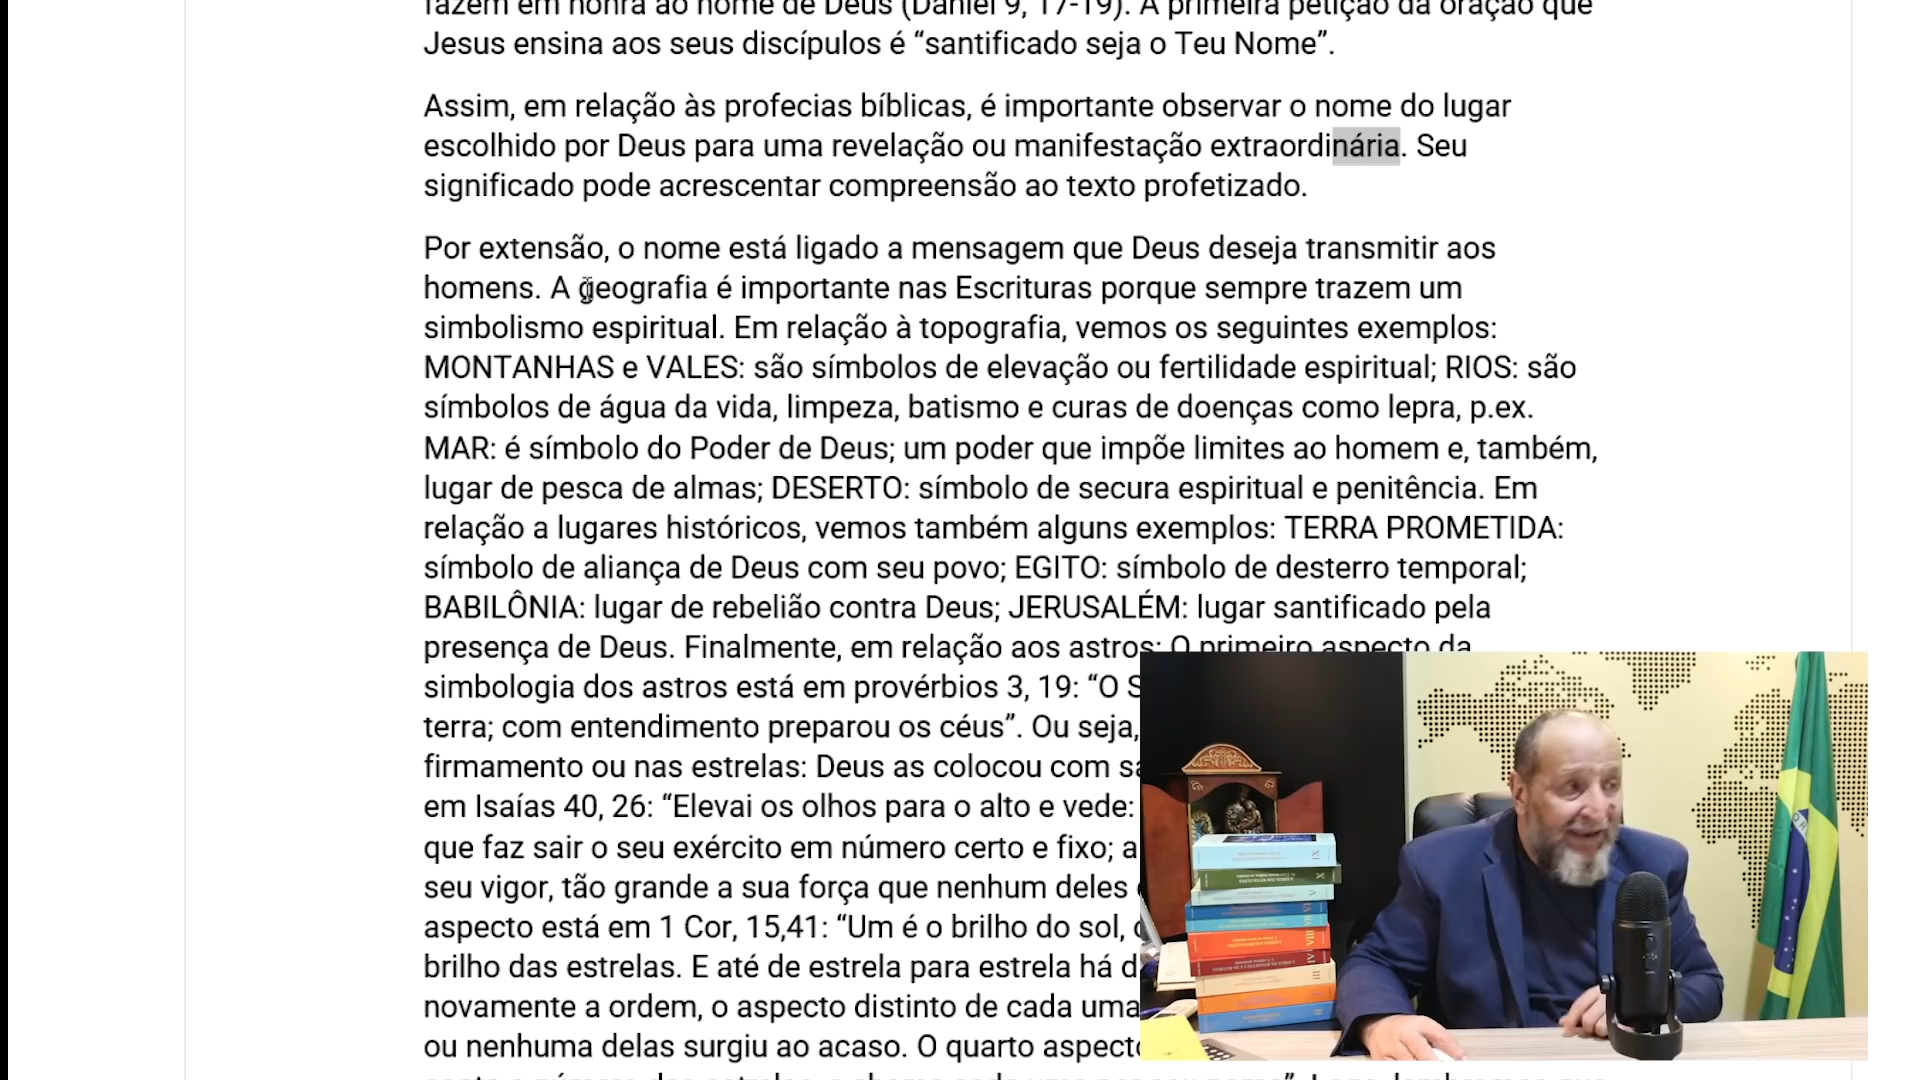 fazem em honra ao nome de Deus (Daniel 9, 17-19). A primeira petição da oração que
Jesus ensina aos seus discípulos é “santificado seja o Teu Nome”.
Assim, em relação às profecias bíblicas, é importante observar o nome do lugar
escolhido por Deus para uma revelação ou manifestação extraordinária. Seu
significado pode acrescentar compreensão ao texto profetizado.
Por extensão, o nome está ligado a mensagem que Deus deseja transmitir aos
homens. A geografia é importante nas Escrituras porque sempre trazem um
simbolismo espiritual. Em relação à topografia, vemos os seguintes exemplos:
MONTANHAS e VALES: são símbolos de elevação ou fertilidade espiritual; RIOS: são
símbolos de água da vida, limpeza, batismo e curas de doenças como lepra, p.ex.
MAR: é símbolo do Poder de Deus; um poder que impõe limites ao homem e, também,
lugar de pesca de almas; DESERTO: símbolo de secura espiritual e penitência. Em
relação a lugares históricos, vemos também alguns exemplos: TERRA PROMETIDA:
símbolo de aliança de Deus com seu povo; EGITO: símbolo de desterro temporal;
BABILÔNIA: lugar de rebelião contra Deus; JERUSALÉM: lugar santificado pela
presença de Deus. Finalmente, em relação aos astros: O primeiro aspecto da
simbologia dos astros está em provérbios 3, 19: “O S
terra; com entendimento preparou os céus”. Ou seja,
firmamento ou nas estrelas: Deus as colocou com sa
em Isaías 40, 26: “Elevai os olhos para o alto e vede:
que faz sair o seu exército em número certo e fixo; a
seu vigor, tão grande a sua força que nenhum deles
aspecto está em 1 Cor, 15,41: “Um é o brilho do sol,
brilho das estrelas. E até de estrela para estrela há d
novamente a ordem, o aspecto distinto de cada uma
ou nenhuma delas surgiu ao acaso. O quarto aspecto
XI
X
III
II